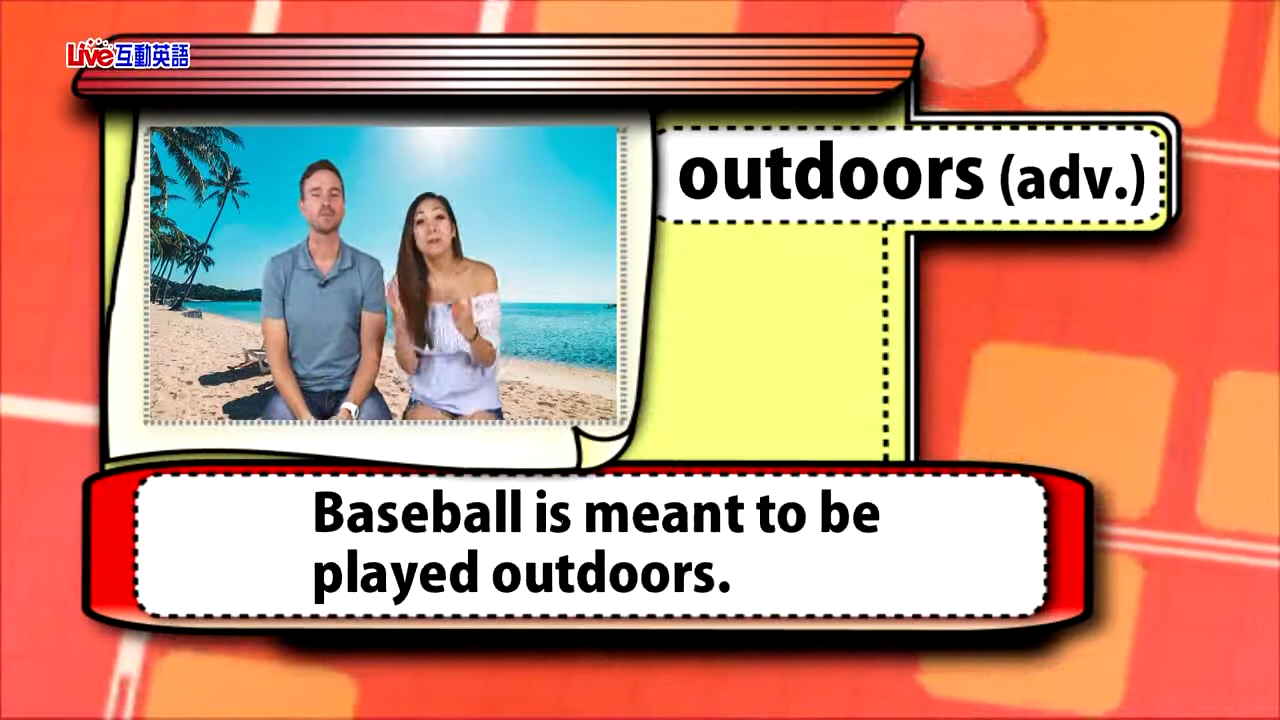 Live互動英語
outdoors (adv.)
Baseball is meant to be
played outdoors.